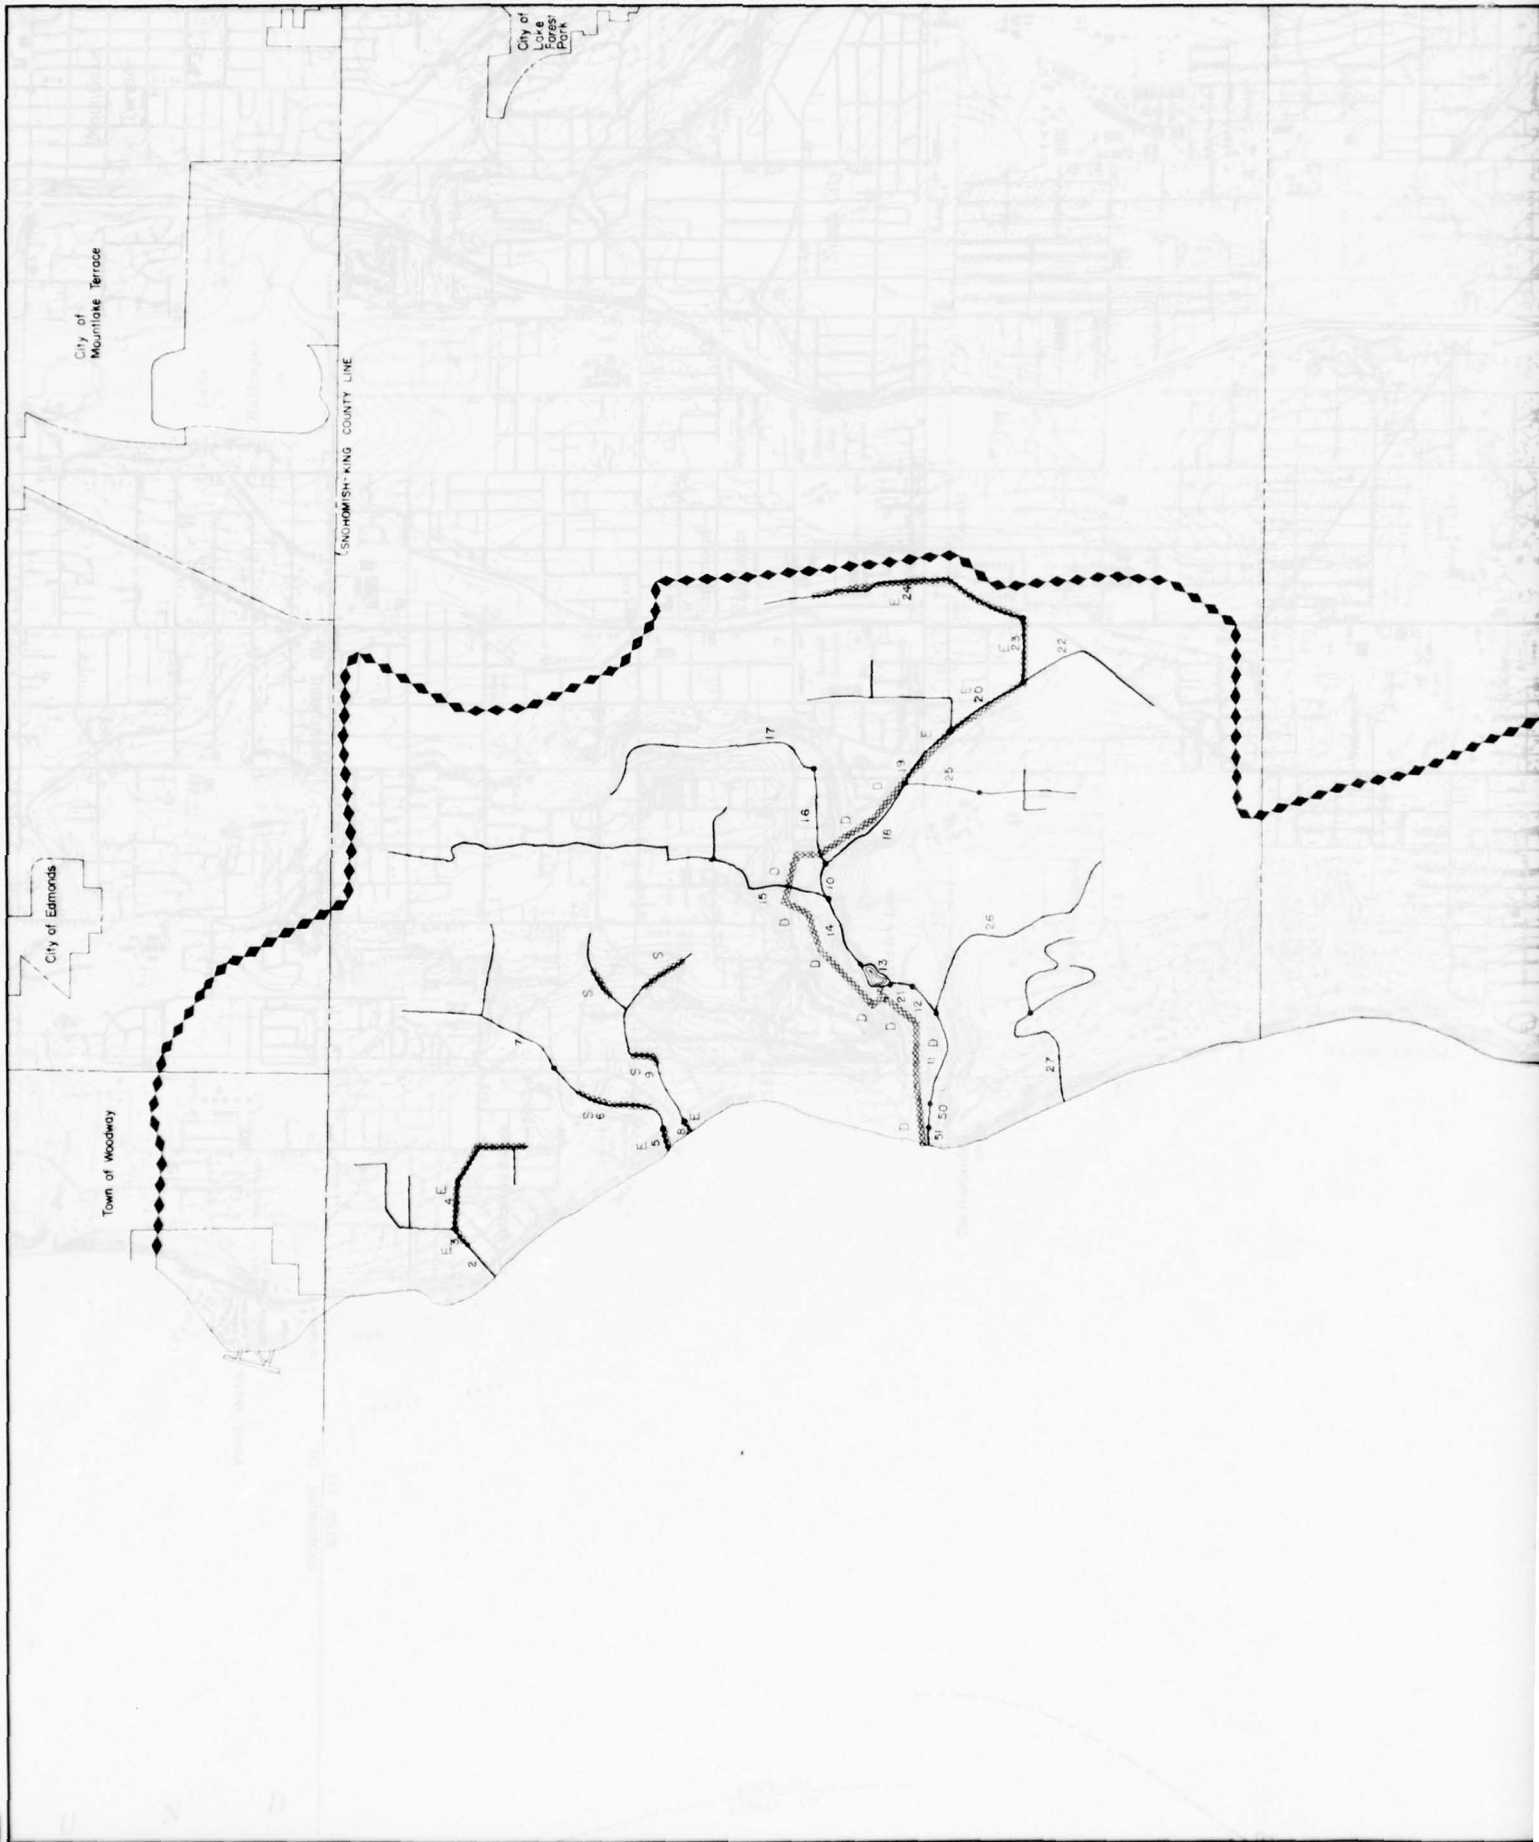 City of
Lake
Forest
Park
City of
Mountlake Terrace
SNOHOMISH-KING COUNTY LINE
City of Edmonds
Town of Woodway
E
24
E
23
22
E
20
E
19
25
D
D
18
17
16
10
D
15
D
14
D
13
D
21
12
D
D
11
50
51
D
26
27
S
S
7
S
9
S
6
E
5
8
E
E
4
E
3
2